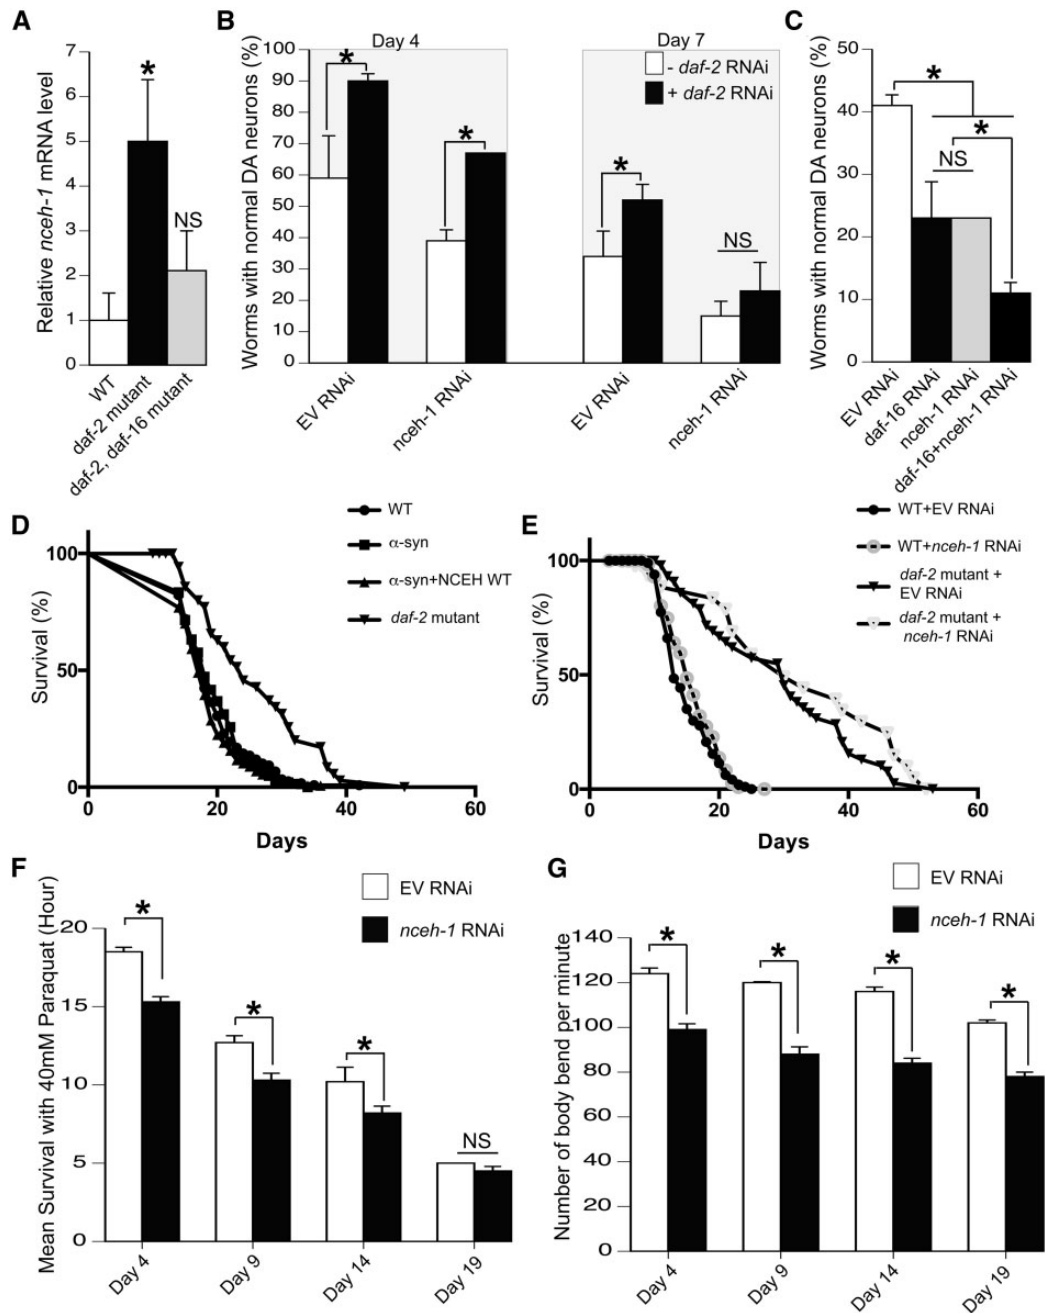 A
Relative nceh-1 mRNA level
7
6
5
4
3
2
1
0
*
NS
WT
daf-2 mutant
daf-2, daf-16 mutant
B
Worms with normal DA neurons (%)
100
90
80
70
60
50
40
30
20
10
0
Day 4
Day 7
- daf-2 RNAi
+ daf-2 RNAi
*
*
*
NS
EV RNAi
nceh-1 RNAi
EV RNAi
nceh-1 RNAi
C
Worms with normal DA neurons (%)
50
40
30
20
10
0
*
*
NS
EV RNAi
daf-16 RNAi
nceh-1 RNAi
daf-16+nceh-1 RNAi
D
WT
α-syn
α-syn+NCEH WT
daf-2 mutant
Survival (%)
100
50
0
0 20 40 60
Days
E
WT+EV RNAi
WT+nceh-1 RNAi
daf-2 mutant +
EV RNAi
daf-2 mutant +
nceh-1 RNAi
Survival (%)
100
50
0
0 20 40 60
Days
F
EV RNAi
nceh-1 RNAi
Mean Survival with 40mM Paraquat (Hour)
20
15
10
5
0
*
*
*
NS
Day 4
Day 9
Day 14
Day 19
G
EV RNAi
nceh-1 RNAi
Number of body bend per minute
140
120
100
80
60
40
20
0
*
*
*
*
Day 4
Day 9
Day 14
Day 19